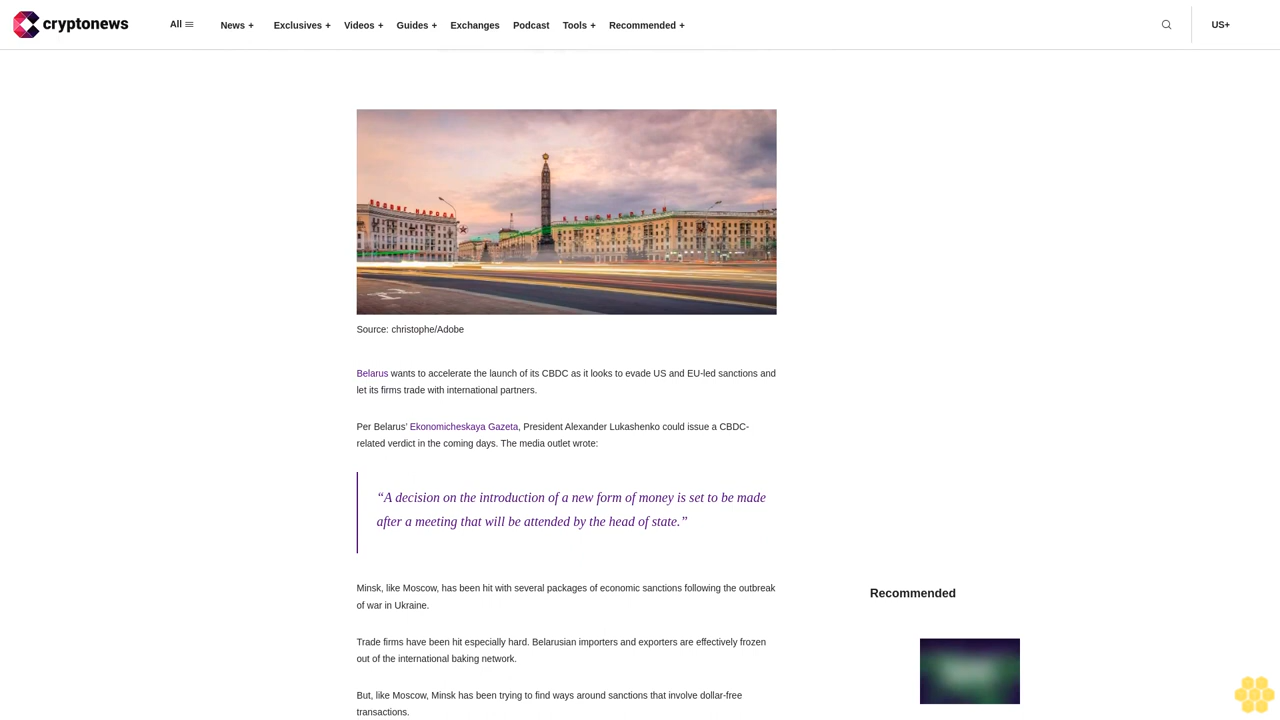 cryptonews
All
News +
Exclusives +
Videos +
Guides +
Exchanges
Podcast
Tools +
Recommended +
US+
ПОДВИГ НАРОДА
Source: christophe/Adobe
Belarus wants to accelerate the launch of its CBDC as it looks to evade US and EU-led sanctions and
let its firms trade with international partners.
Per Belarus’ Ekonomicheskaya Gazeta, President Alexander Lukashenko could issue a CBDC-
related verdict in the coming days. The media outlet wrote:
“A decision on the introduction of a new form of money is set to be made
after a meeting that will be attended by the head of state.”
Minsk, like Moscow, has been hit with several packages of economic sanctions following the outbreak
of war in Ukraine.
Trade firms have been hit especially hard. Belarusian importers and exporters are effectively frozen
out of the international baking network.
But, like Moscow, Minsk has been trying to find ways around sanctions that involve dollar-free
transactions.
Recommended